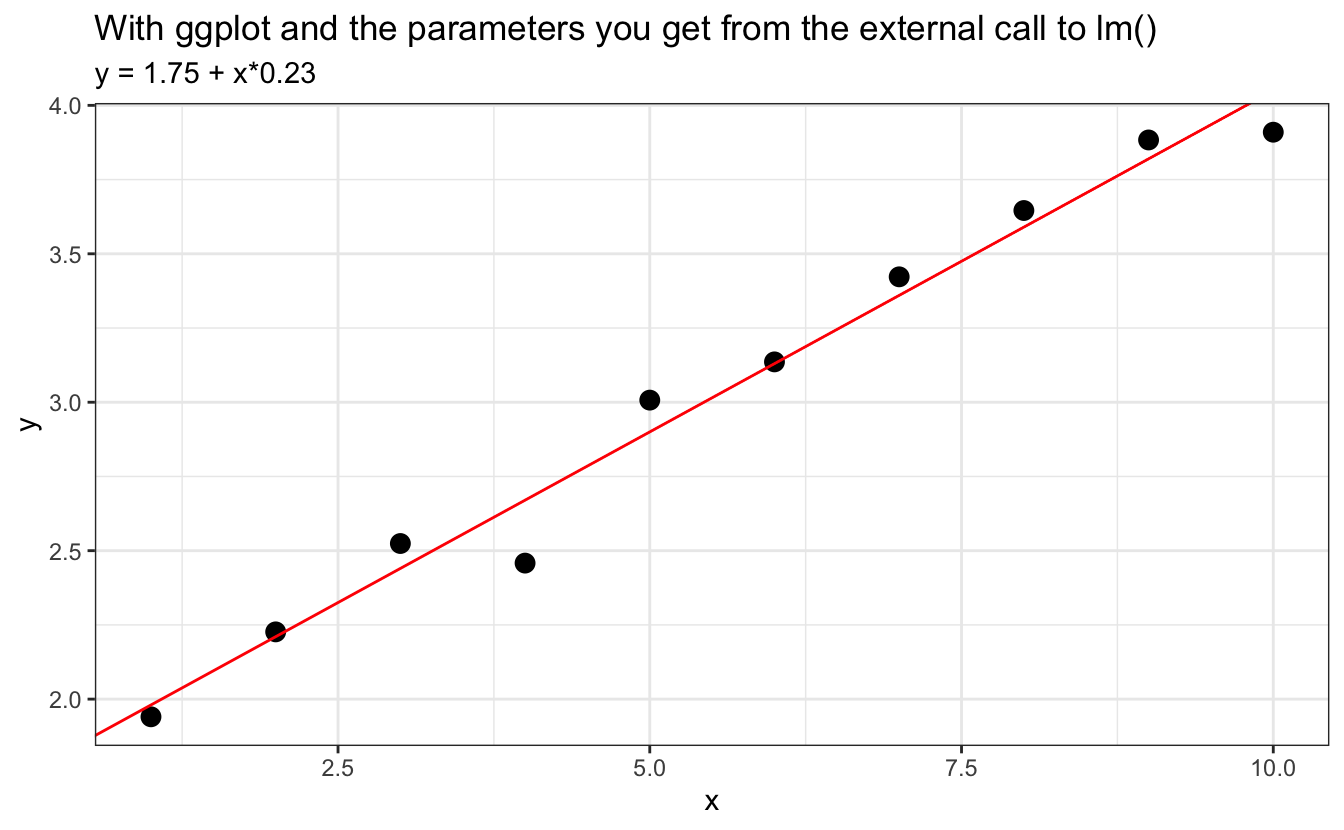 With ggplot and the parameters you get from the external call to lm()
y = 1.75 + x*0.23
4.0
3.5
3.0
2.5
2.0
y
2.5
5.0
7.5
10.0
x